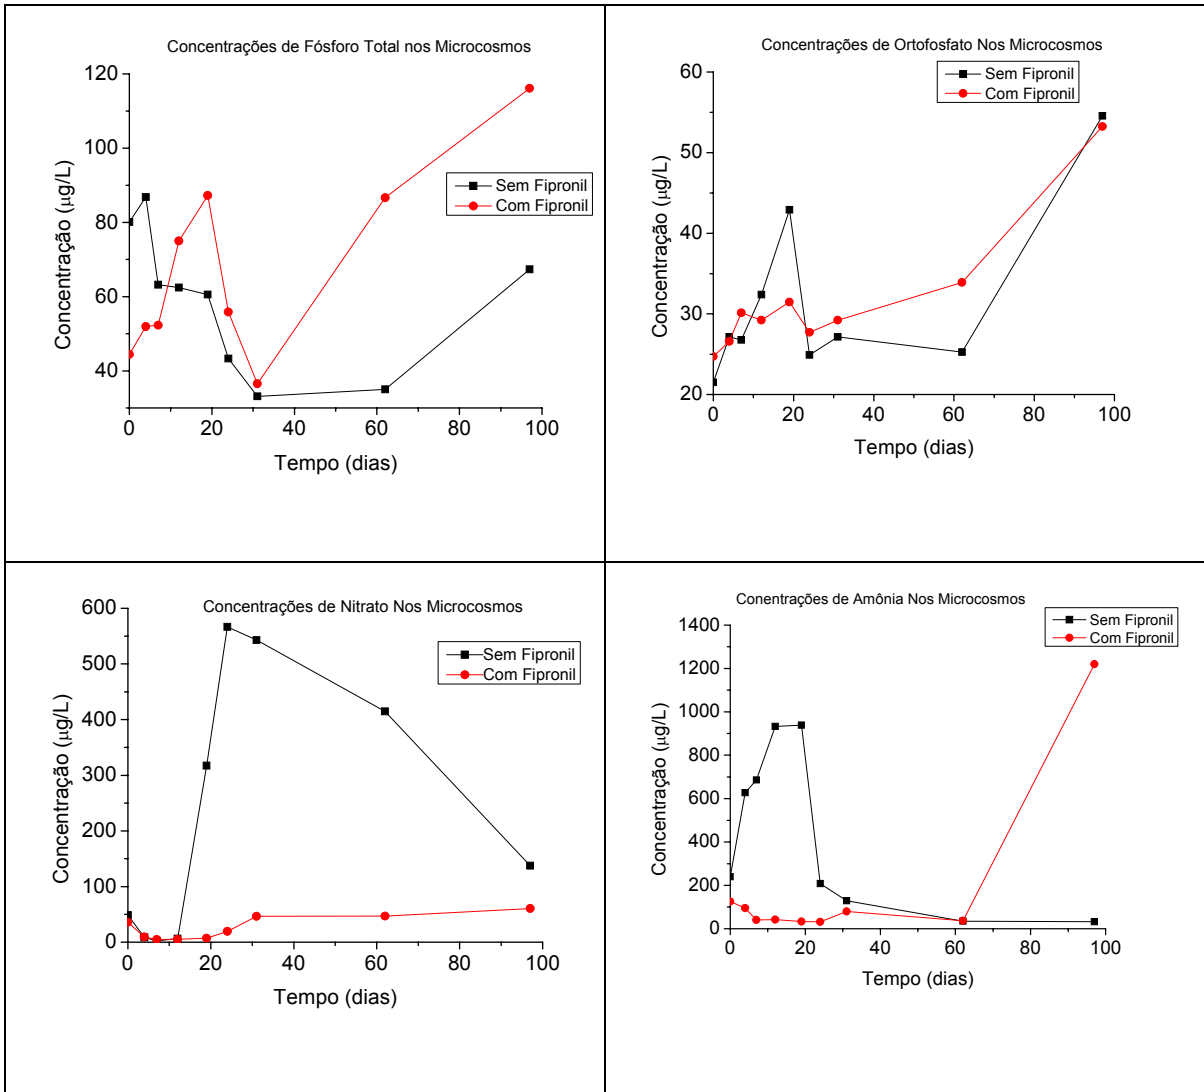 Concentrações de Fósforo Total nos Microcosmos
120
100
80
60
40
Concentração (µg/L)
Sem Fipronil
Com Fipronil
0 20 40 60 80 100
Tempo (dias)
Concentrações de Ortofosfato Nos Microcosmos
60
50
40
30
20
Concentração (µg/L)
Sem Fipronil
Com Fipronil
0 20 40 60 80 100
Tempo (dias)
Concentrações de Nitrato Nos Microcosmos
600
500
400
300
200
100
0
Concentração (µg/L)
Sem Fipronil
Com Fipronil
0 20 40 60 80 100
Tempo (dias)
Conentrações de Amônia Nos Microcosmos
1400
1200
1000
800
600
400
200
0
Concentração (µg/L)
Sem Fipronil
Com Fipronil
0 20 40 60 80 100
Tempo (dias)